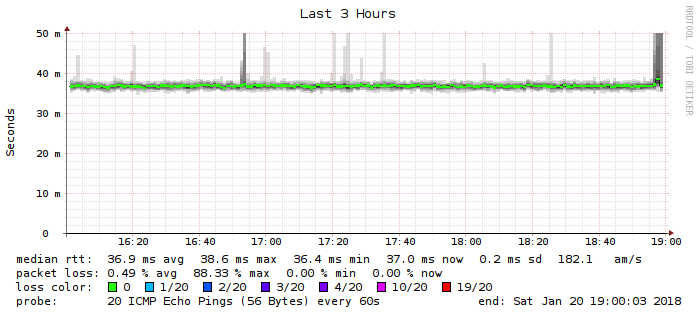 Last 3 Hours
RRDTOOL / TOBI OETIKER
Seconds
50 m
40 m
30 m
20 m
10 m
0
16:20 16:40 17:00 17:20 17:40 18:00 18:20 18:40 19:00
median rtt: 36.9 ms avg 38.6 ms max 36.4 ms min 37.0 ms now 0.2 ms sd 182.1 am/s
packet loss: 0.49 % avg 88.33 % max 0.00 % min 0.00 % now
loss color: 0 1/20 2/20 3/20 4/20 10/20 19/20
probe: 20 ICMP Echo Pings (56 Bytes) every 60s end: Sat Jan 20 19:00:03 2018